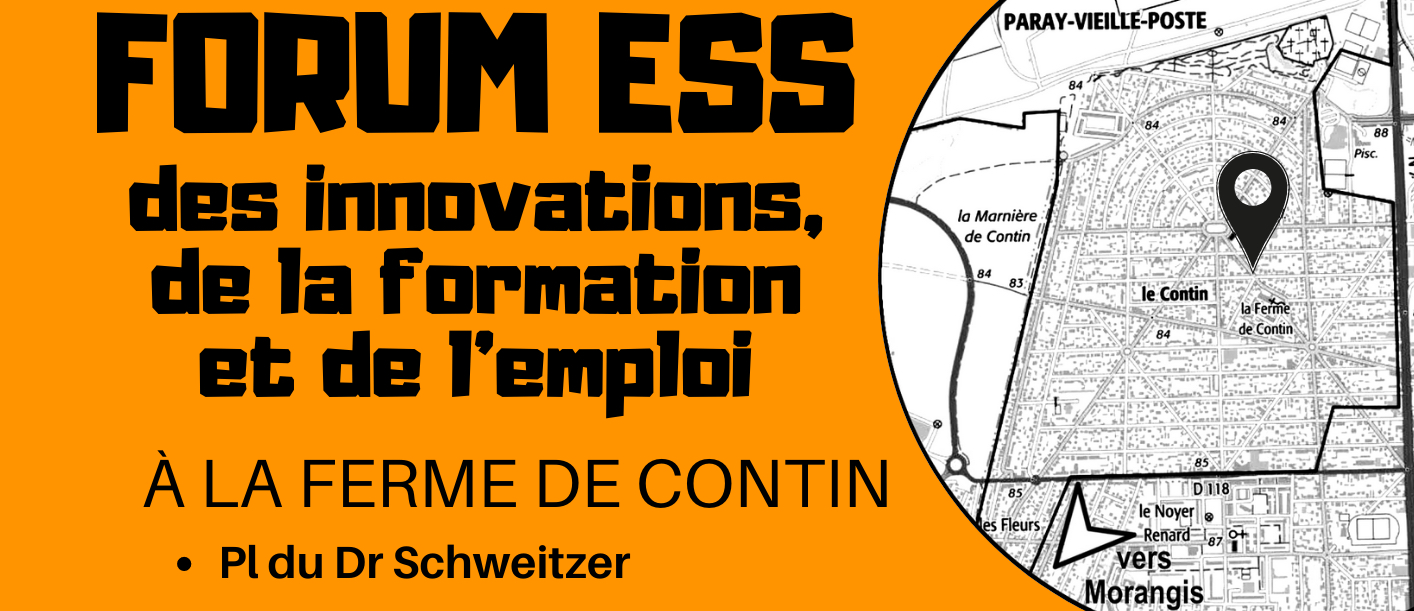 FORUM ESS
des innovations,
de la formation
et de l'emploi
À LA FERME DE CONTIN
• Pl du Dr Schweitzer
PARAY-VIEILLE-POSTE
84
84
84
88
Pisc.
la Marnière
de Contin
84
83
le Contin
la Ferme
de Contin
84
85
85
D 118
les Fleurs
le Noyer
Renard
87
vers
Morangis